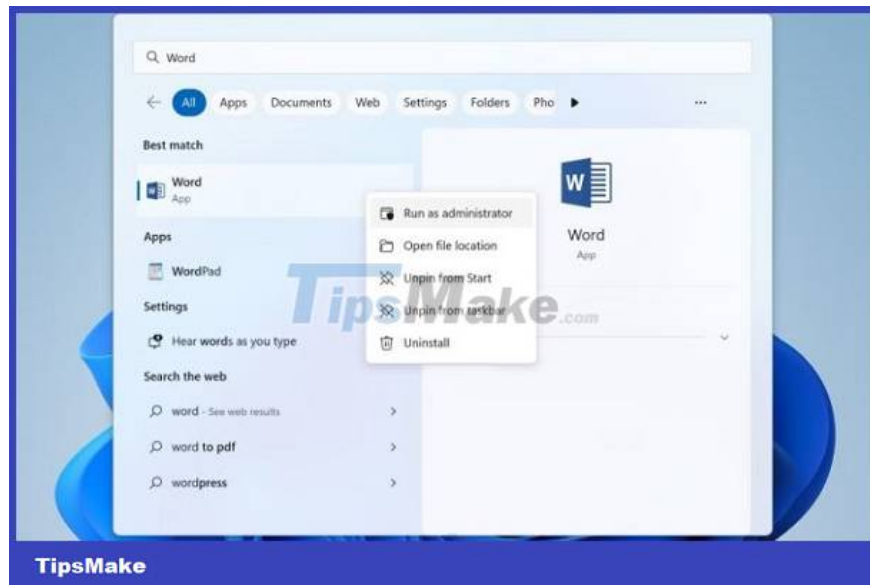 Word
All Apps Documents Web Settings Folders Pho ...
Best match
Word
App
Apps
WordPad
Settings
Hear words as you type
Search the web
word - See web results
word to pdf
wordpress
Run as administrator
Open file location
Unpin from Start
Unpin from taskbar
Uninstall
W
Word
App
TipsMake.com
TipsMake